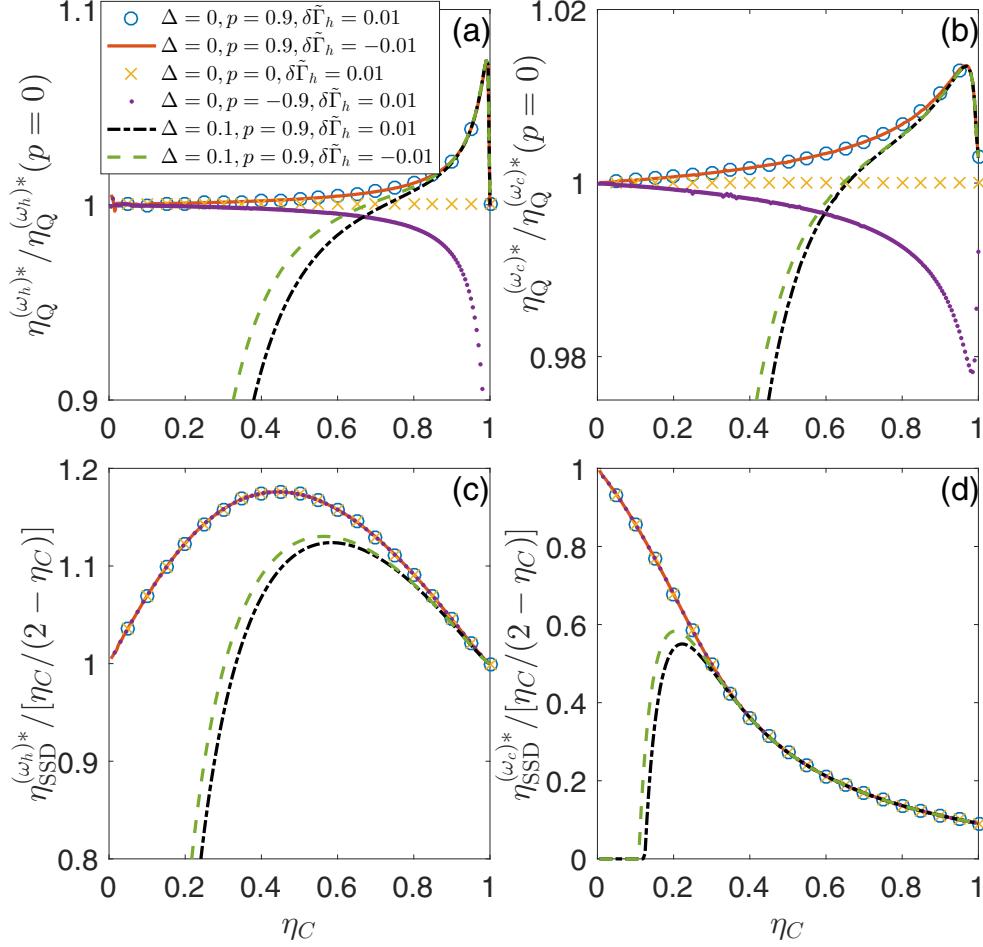 (a)
Δ = 0, p = 0.9, δΓ̃_h = 0.01
Δ = 0, p = 0.9, δΓ̃_h = −0.01
Δ = 0, p = 0, δΓ̃_h = 0.01
Δ = 0, p = −0.9, δΓ̃_h = 0.01
Δ = 0.1, p = 0.9, δΓ̃_h = 0.01
Δ = 0.1, p = 0.9, δΓ̃_h = −0.01
η_Q^{(ω_h)*}/η_Q^{(ω_h)*}(p = 0)
1.1
1
0.9
0 0.2 0.4 0.6 0.8 1
(b)
η_Q^{(ω_c)*}/η_Q^{(ω_c)*}(p = 0)
1.02
1
0.98
0 0.2 0.4 0.6 0.8 1
(c)
η_SSD^{(ω_h)*}/[η_C/(2 − η_C)]
1.2
1.1
1
0.9
0.8
0 0.2 0.4 0.6 0.8 1
η_C
(d)
η_SSD^{(ω_c)*}/[η_C/(2 − η_C)]
1
0.8
0.6
0.4
0.2
0
0 0.2 0.4 0.6 0.8 1
η_C